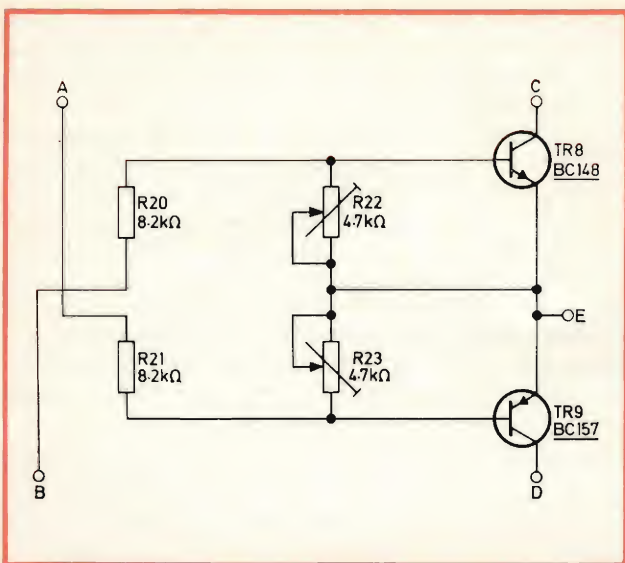 A
C
TR8
BC148
R20
8.2kΩ
R22
4.7kΩ
E
R21
8.2kΩ
R23
4.7kΩ
TR9
BC157
B
D